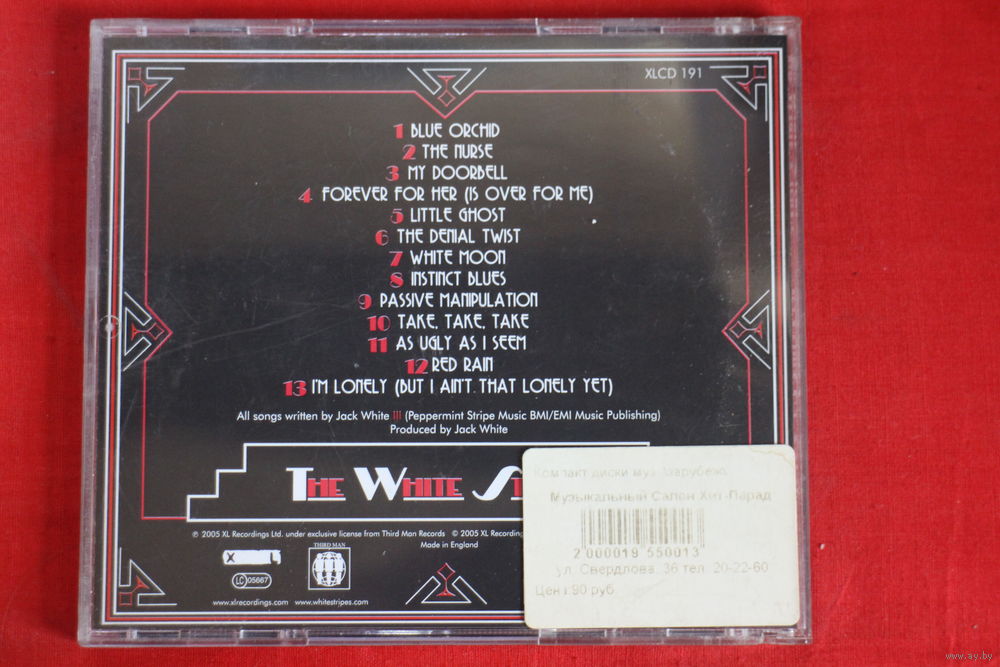 XLCD 191
1 BLUE ORCHID
2 THE NURSE
3 MY DOORBELL
4 FOREVER FOR HER (IS OVER FOR ME)
5 LITTLE GHOST
6 THE DENIAL TWIST
7 WHITE MOON
8 INSTINCT BLUES
9 PASSIVE MANIPULATION
10 TAKE, TAKE, TAKE
11 AS UGLY AS I SEEM
12 RED RAIN
13 I'M LONELY (BUT I AIN'T THAT LONELY YET)
All songs written by Jack White III (Peppermint Stripe Music BMI/EMI Music Publishing)
Produced by Jack White
THE WHITE ST
℗ 2005 XL Recordings Ltd. under exclusive license from Third Man Records © 2005 XL Recording
Made in England
X L
THIRD MAN
LC 05667
www.xlrecordings.com www.whitestripes.com
Компакт диски муз.
Музыкальный Салон Хит-Парад
2 000019 550013
ул. Свердлова, 36 тел. 20-22-60
Цена: руб
www.ay.by